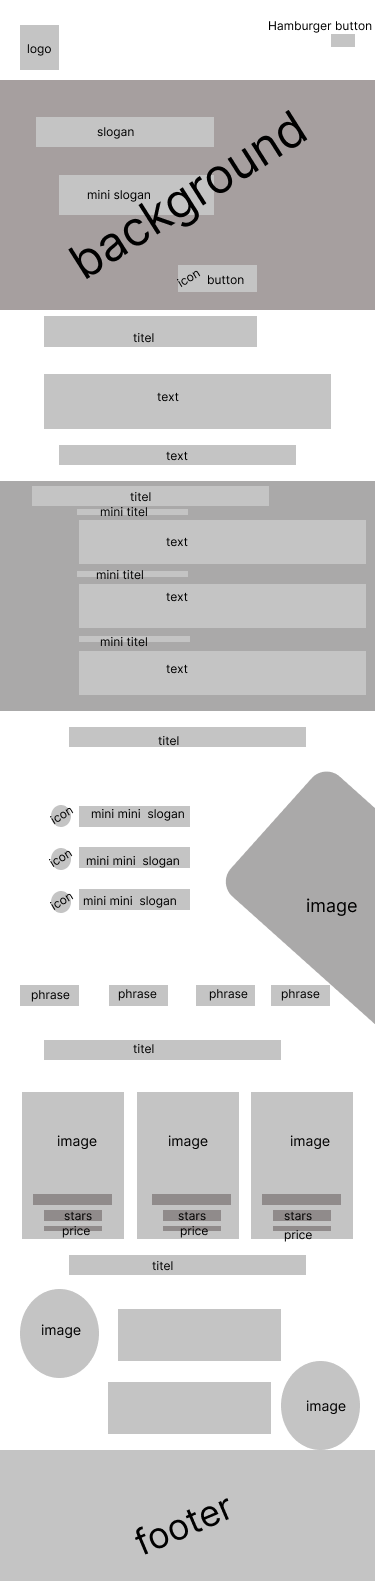 Hamburger button
logo
slogan
mini slogan
background
icon
button
titel
text
text
titel
mini titel
text
mini titel
text
mini titel
text
titel
icon
mini mini  slogan
icon
mini mini  slogan
icon
mini mini  slogan
image
phrase
phrase
phrase
phrase
titel
image
image
image
stars
stars
stars
price
price
price
titel
image
image
footer